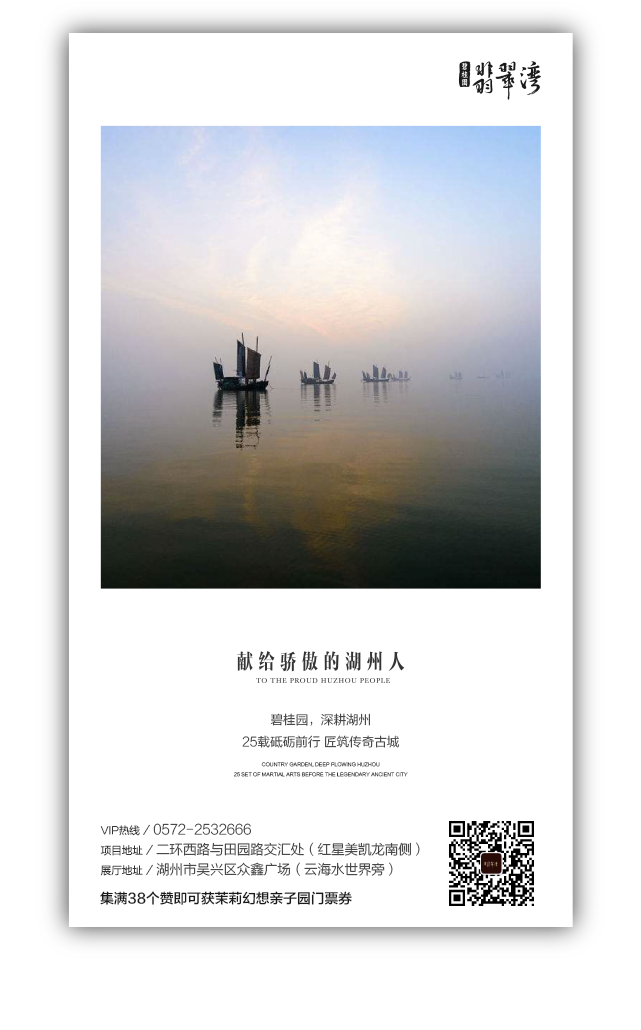 碧桂园
翡翠湾
献给骄傲的湖州人
TO THE PROUD HUZHOU PEOPLE
碧桂园，深耕湖州
25载砥砺前行 匠筑传奇古城
COUNTRY GARDEN, DEEP PLOWING HUZHOU
25 SET OF MARTIAL ARTS BEFORE THE LEGENDARY ANCIENT CITY
VIP热线 / 0572-2532666
项目地址 / 二环西路与田园路交汇处（红星美凯龙南侧）
展厅地址 / 湖州市吴兴区众鑫广场（云海水世界旁）
集满38个赞即可获茉莉幻想亲子园门票券